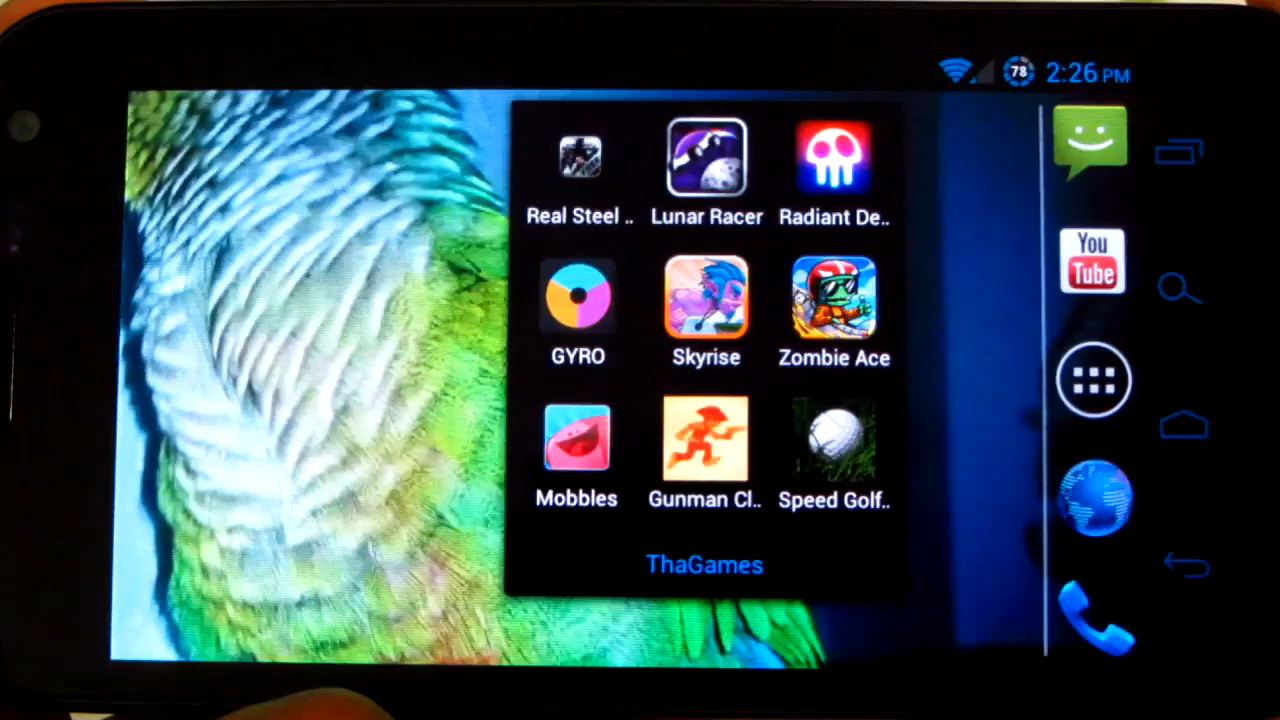 78 2:26 PM
Real Steel .. Lunar Racer Radiant De..
You
Tube
GYRO Skyrise Zombie Ace
Mobbles Gunman Cl.. Speed Golf..
ThaGames